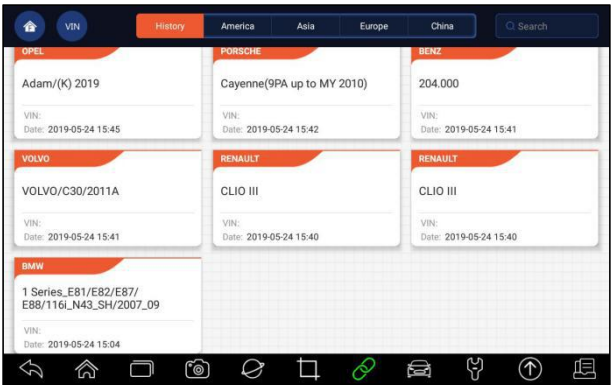 VIN
History
America
Asia
Europe
China
Search
OPEL
Adam/(K) 2019
VIN:
Date: 2019-05-24 15:45
PORSCHE
Cayenne(9PA up to MY 2010)
VIN:
Date: 2019-05-24 15:42
BENZ
204.000
VIN:
Date: 2019-05-24 15:41
VOLVO
VOLVO/C30/2011A
VIN:
Date: 2019-05-24 15:41
RENAULT
CLIO III
VIN:
Date: 2019-05-24 15:40
RENAULT
CLIO III
VIN:
Date: 2019-05-24 15:40
BMW
1 Series_E81/E82/E87/
E88/116i_N43_SH/2007_09
VIN:
Date: 2019-05-24 15:04